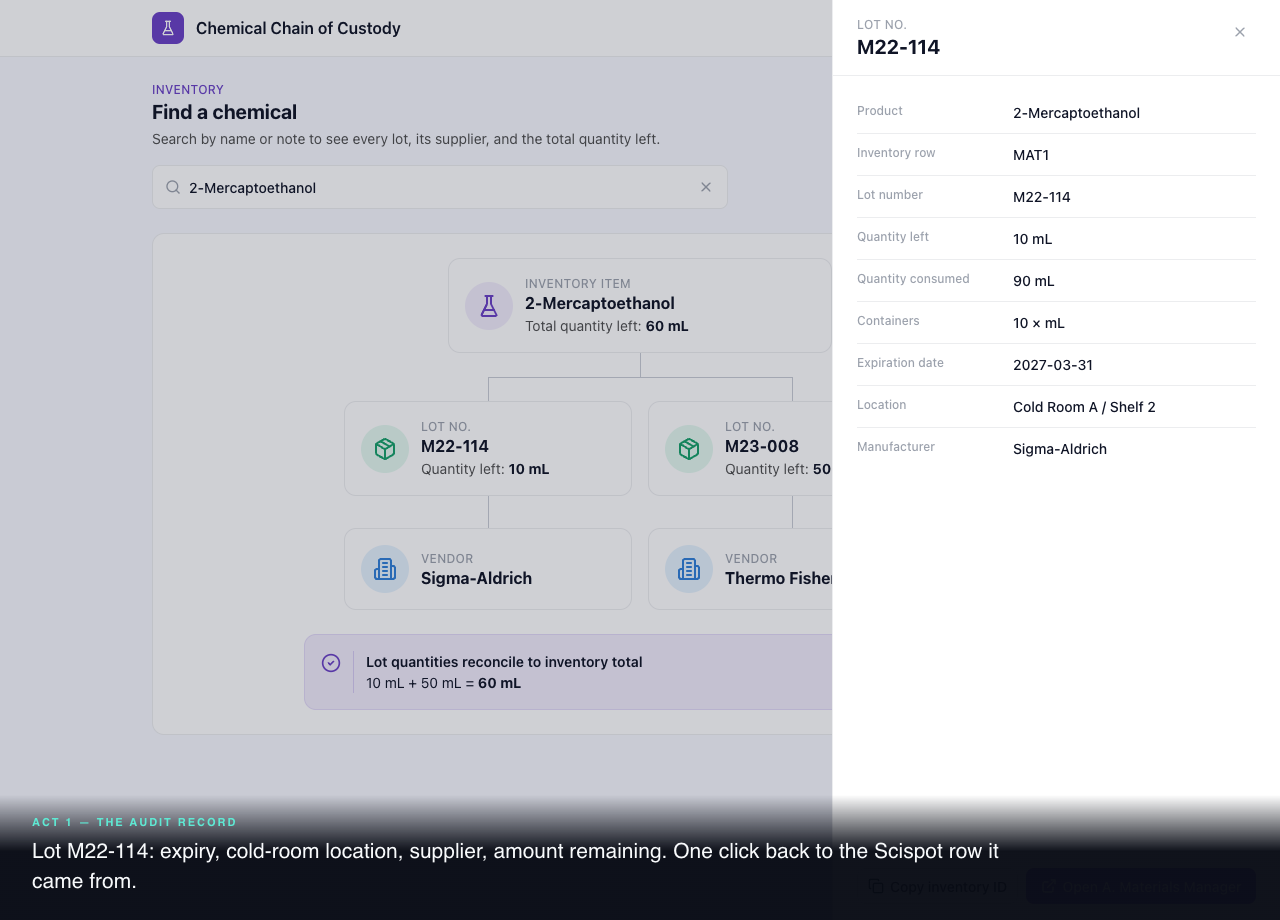 Chemical Chain of Custody
INVENTORY
Find a chemical
Search by name or note to see every lot, its supplier, and the total quantity left.
2-Mercaptoethanol
INVENTORY ITEM
2-Mercaptoethanol
Total quantity left: 60 mL
LOT NO.
M22-114
Quantity left: 10 mL
LOT NO.
M23-008
Quantity left: 50
VENDOR
Sigma-Aldrich
VENDOR
Thermo Fisher
Lot quantities reconcile to inventory total
10 mL + 50 mL = 60 mL
LOT NO.
M22-114
Product 2-Mercaptoethanol
Inventory row MAT1
Lot number M22-114
Quantity left 10 mL
Quantity consumed 90 mL
Containers 10 × mL
Expiration date 2027-03-31
Location Cold Room A / Shelf 2
Manufacturer Sigma-Aldrich
Copy inventory ID
ACT 1 — THE AUDIT RECORD
Lot M22-114: expiry, cold-room location, supplier, amount remaining. One click back to the Scispot row it
came from.